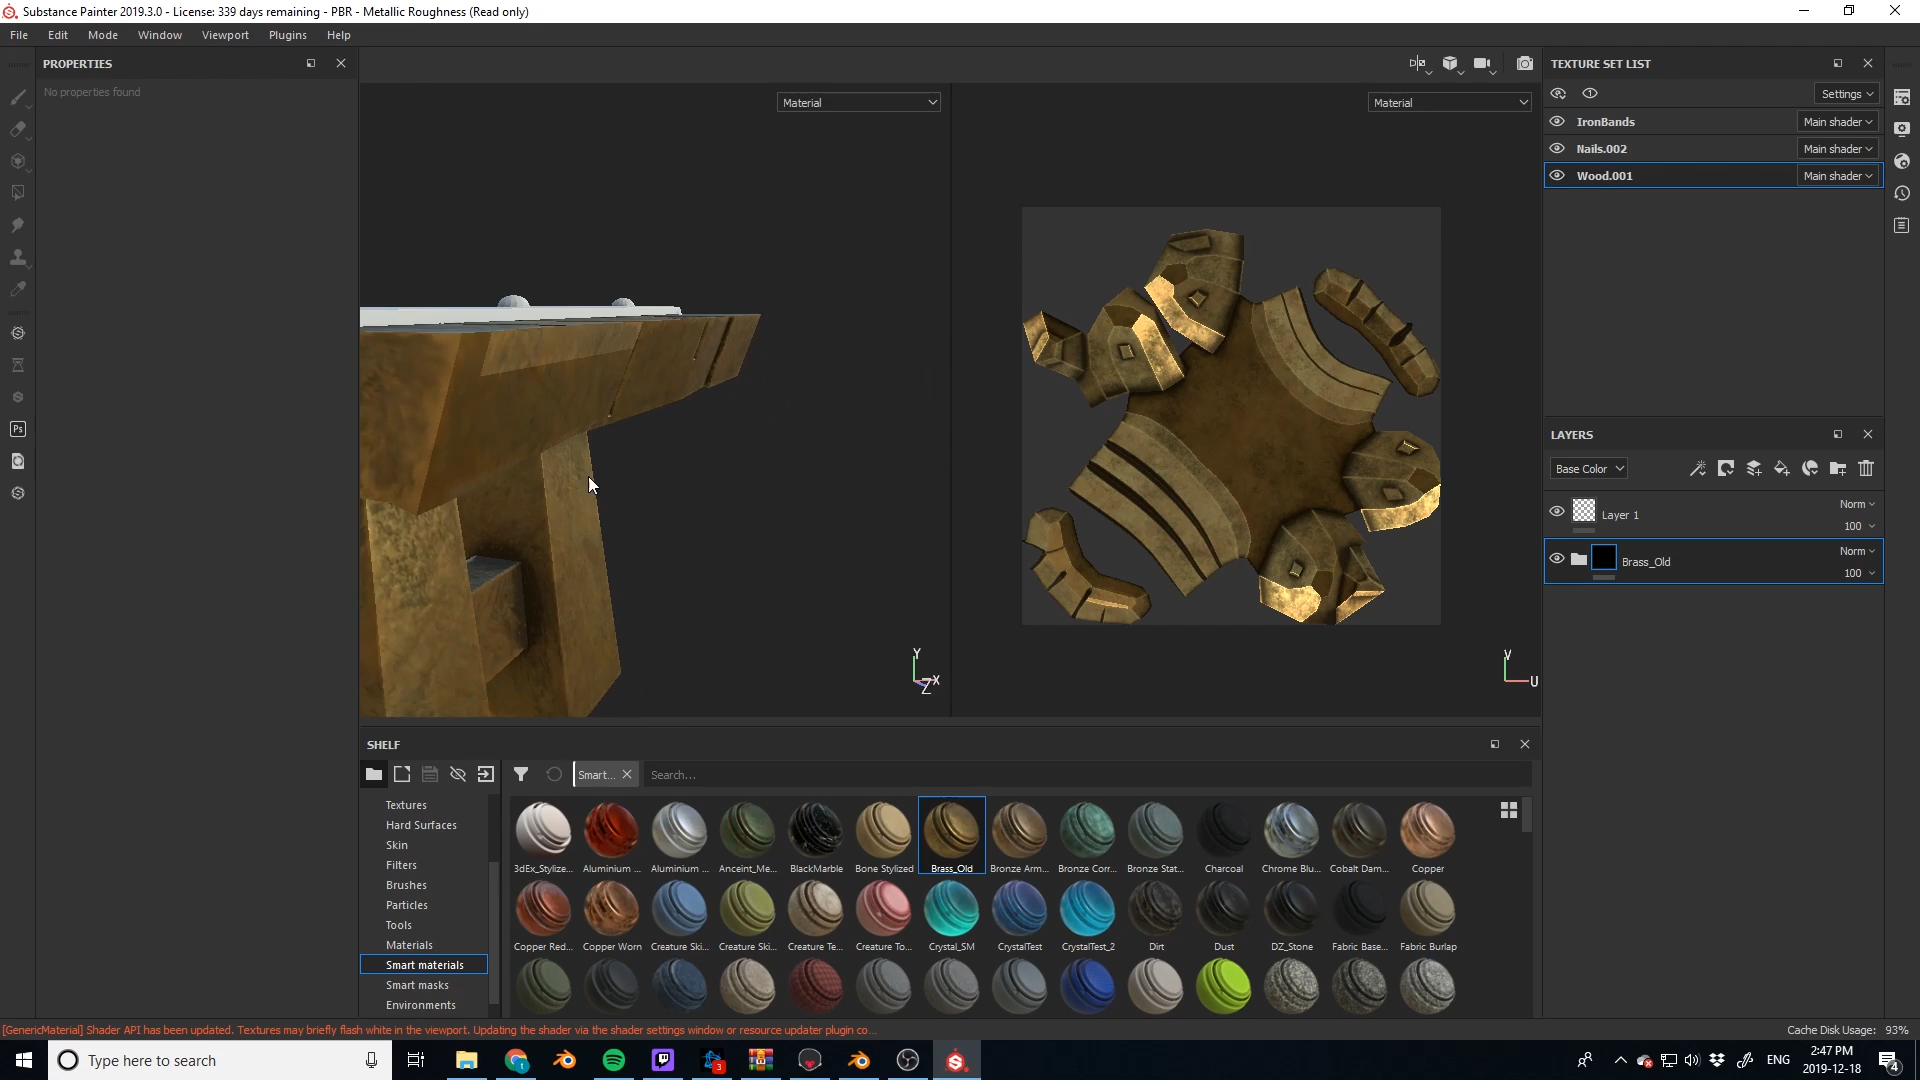 Substance Painter 2019.3.0 - License: 339 days remaining - PBR - Metallic Roughness (Read only)
File Edit Mode Window Viewport Plugins Help
PROPERTIES
No properties found
Material
Material
Y
X
Z
V
U
TEXTURE SET LIST
Settings
IronBands Main shader
Nails.002 Main shader
Wood.001 Main shader
LAYERS
Base Color
Layer 1 Norm
100
Brass_Old Norm
100
SHELF
Smart... Search...
Textures
Hard Surfaces
Skin
Filters
Brushes
Particles
Tools
Materials
Smart materials
Smart masks
Environments
3dEx_Stylize... Aluminium ... Aluminium ... Anceint_Me... BlackMarble Bone Stylized Brass_Old Bronze Arm... Bronze Corr... Bronze Stat... Charcoal Chrome Blu... Cobalt Dam... Copper
Copper Red... Copper Worn Creature Ski... Creature Ski... Creature Te... Creature To... Crystal_SM CrystalTest CrystalTest_2 Dirt Dust DZ_Stone Fabric Base... Fabric Burlap
[GenericMaterial] Shader API has been updated. Textures may briefly flash white in the viewport. Updating the shader via the shader settings window or resource updater plugin co...
Cache Disk Usage: 93%
Type here to search
Ps
3
ENG
2:47 PM
2019-12-18
4